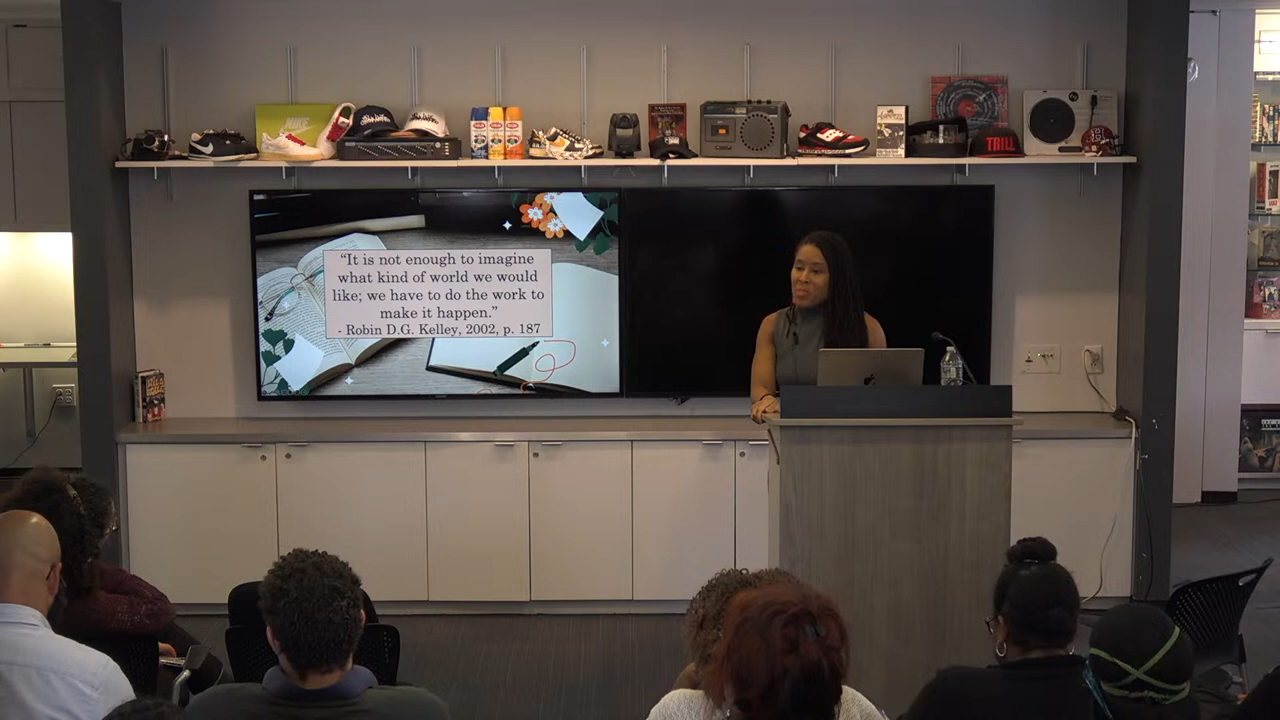 NIKE
TRILL
“It is not enough to imagine
what kind of world we would
like; we have to do the work to
make it happen.”
- Robin D.G. Kelley, 2002, p. 187